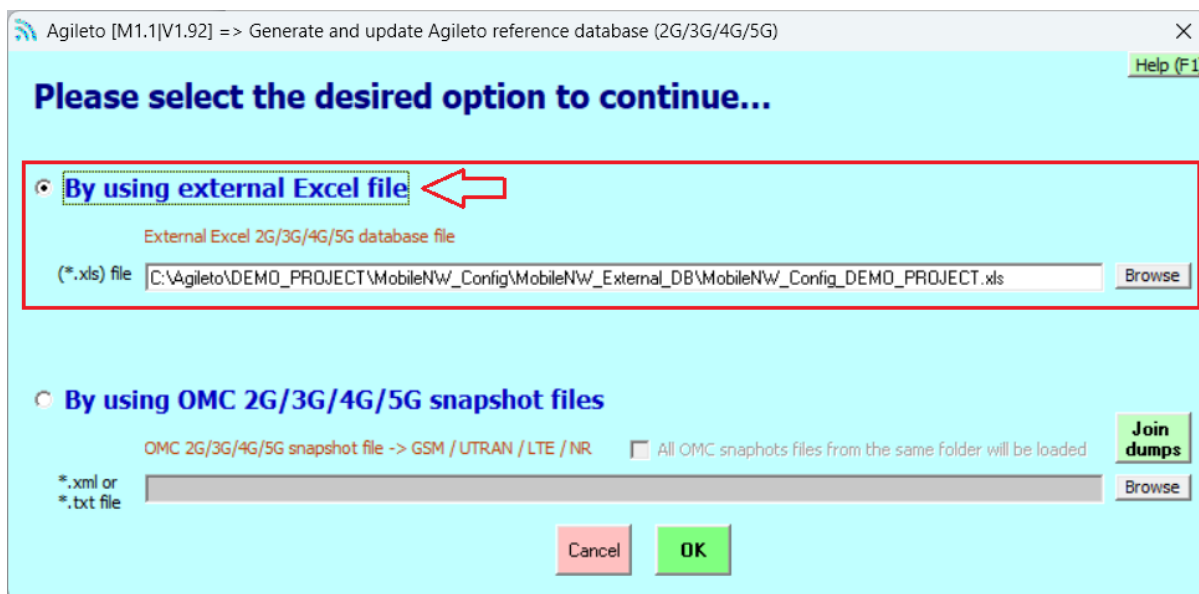 Agileto [M1.1|V1.92] => Generate and update Agileto reference database (2G/3G/4G/5G)
Help (F1
Please select the desired option to continue...
By using external Excel file
External Excel 2G/3G/4G/5G database file
(*.xls) file C:\Agileto\DEMO_PROJECT\MobileNW_Config\MobileNW_External_DB\MobileNW_Config_DEMO_PROJECT.xls Browse
By using OMC 2G/3G/4G/5G snapshot files
OMC 2G/3G/4G/5G snapshot file -> GSM / UTRAN / LTE / NR All OMC snaphots files from the same folder will be loaded
Join
dumps
*.xml or
*.txt file
Browse
Cancel OK